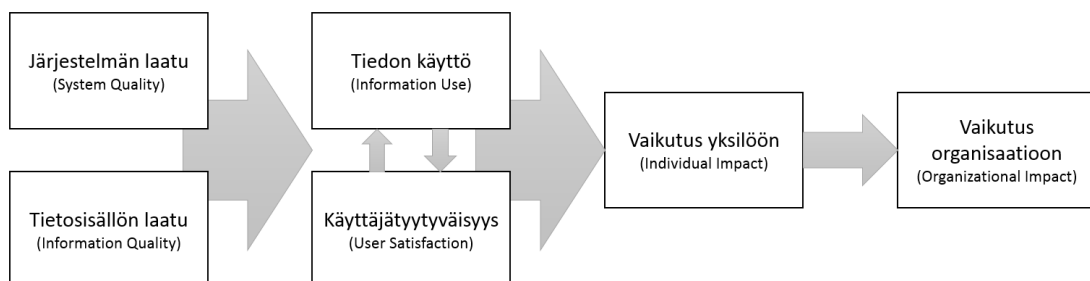 Järjestelmän laatu
(System Quality)
Tietosisällön laatu
(Information Quality)
Tiedon käyttö
(Information Use)
Käyttäjätyytyväisyys
(User Satisfaction)
Vaikutus yksilöön
(Individual Impact)
Vaikutus
organisaatioon
(Organizational Impact)